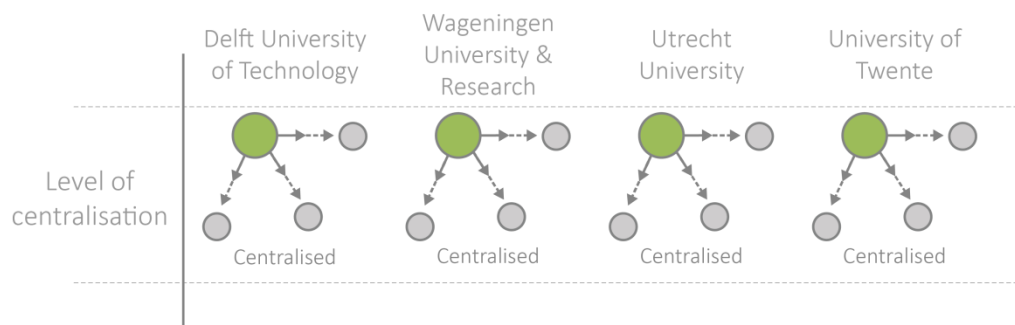 Delft University
of Technology
Wageningen
University &
Research
Utrecht
University
University of
Twente
Level of
centralisation
Centralised
Centralised
Centralised
Centralised